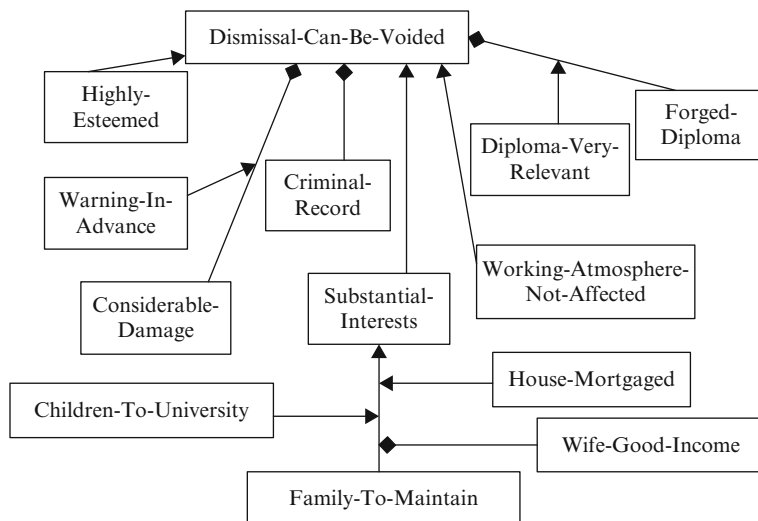 Dismissal-Can-Be-Voided
Highly-
Esteemed
Forged-
Diploma
Diploma-Very-
Relevant
Criminal-
Record
Warning-In-
Advance
Working-Atmosphere-
Not-Affected
Considerable-
Damage
Substantial-
Interests
House-Mortgaged
Children-To-University
Wife-Good-Income
Family-To-Maintain